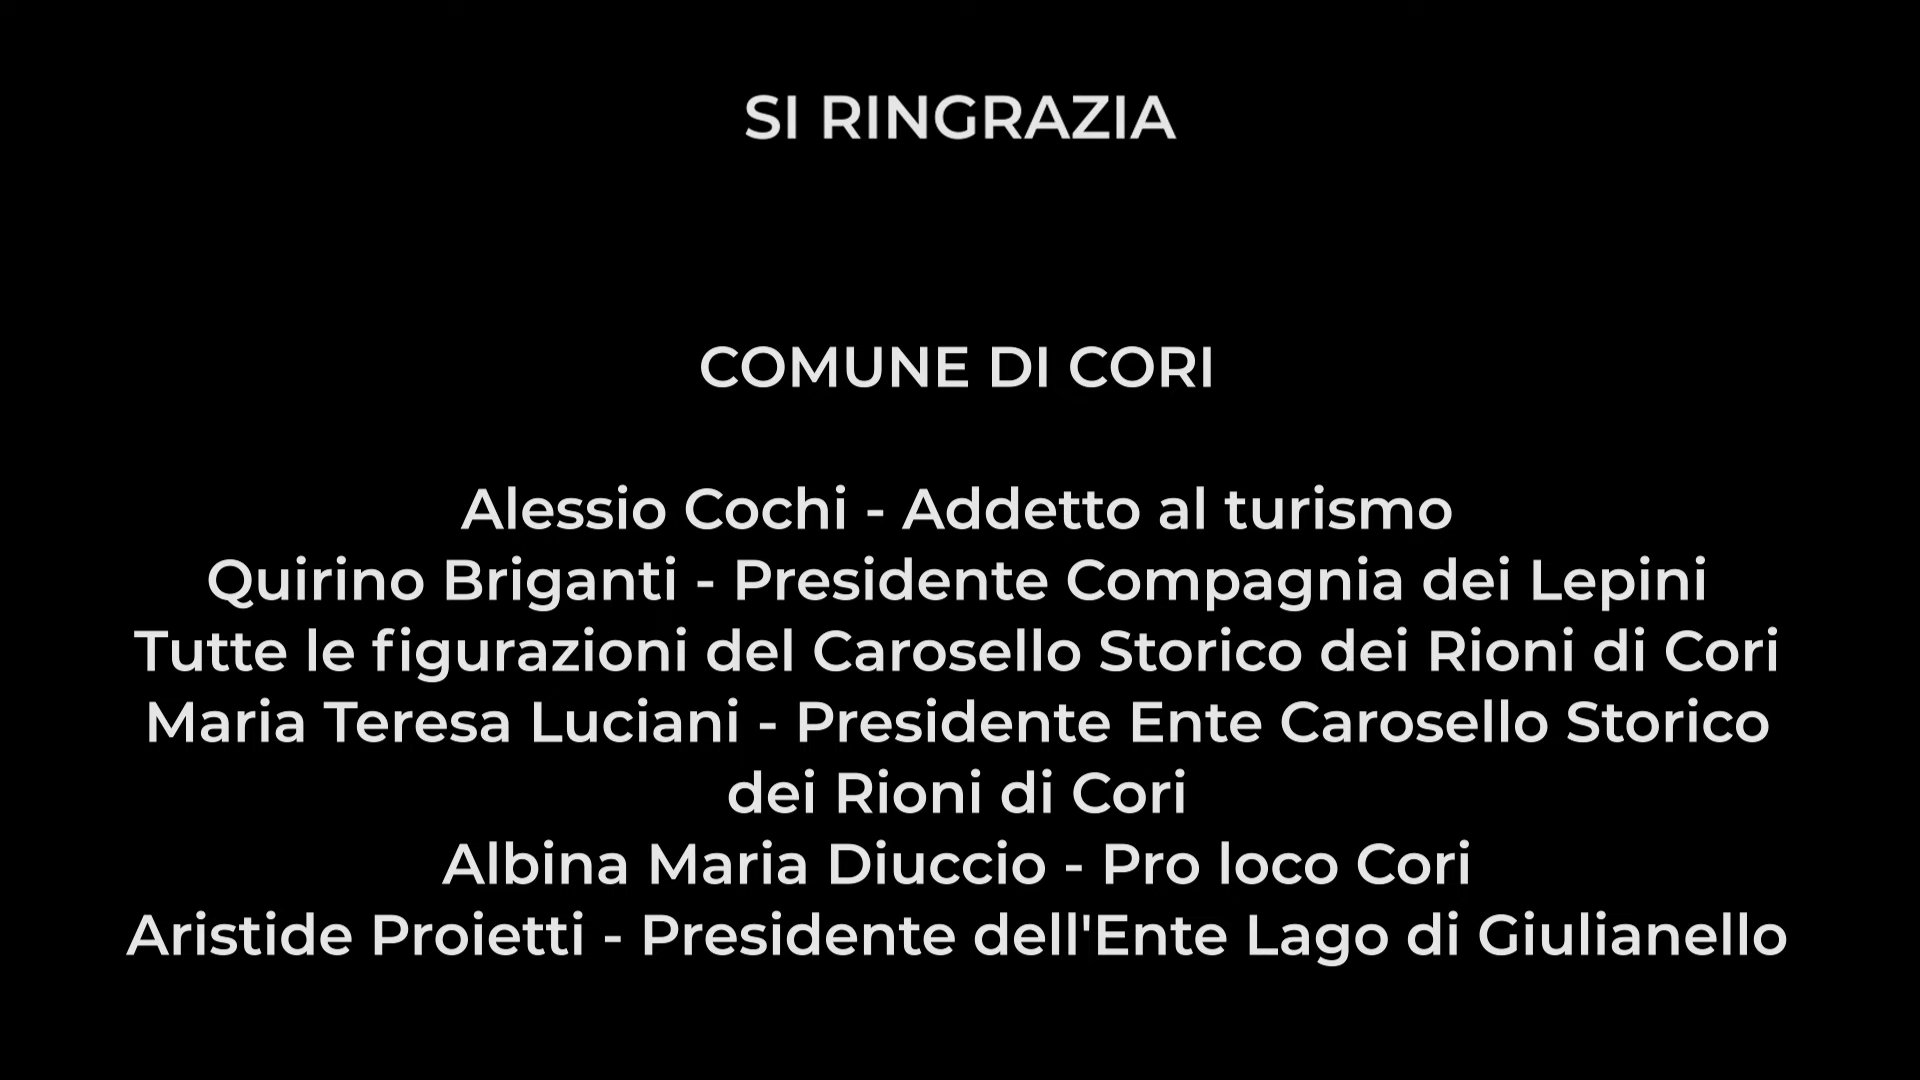 SI RINGRAZIA
COMUNE DI CORI
Alessio Cochi - Addetto al turismo
Quirino Briganti - Presidente Compagnia dei Lepini
Tutte le figurazioni del Carosello Storico dei Rioni di Cori
Maria Teresa Luciani - Presidente Ente Carosello Storico
dei Rioni di Cori
Albina Maria Diuccio - Pro loco Cori
Aristide Proietti - Presidente dell'Ente Lago di Giulianello